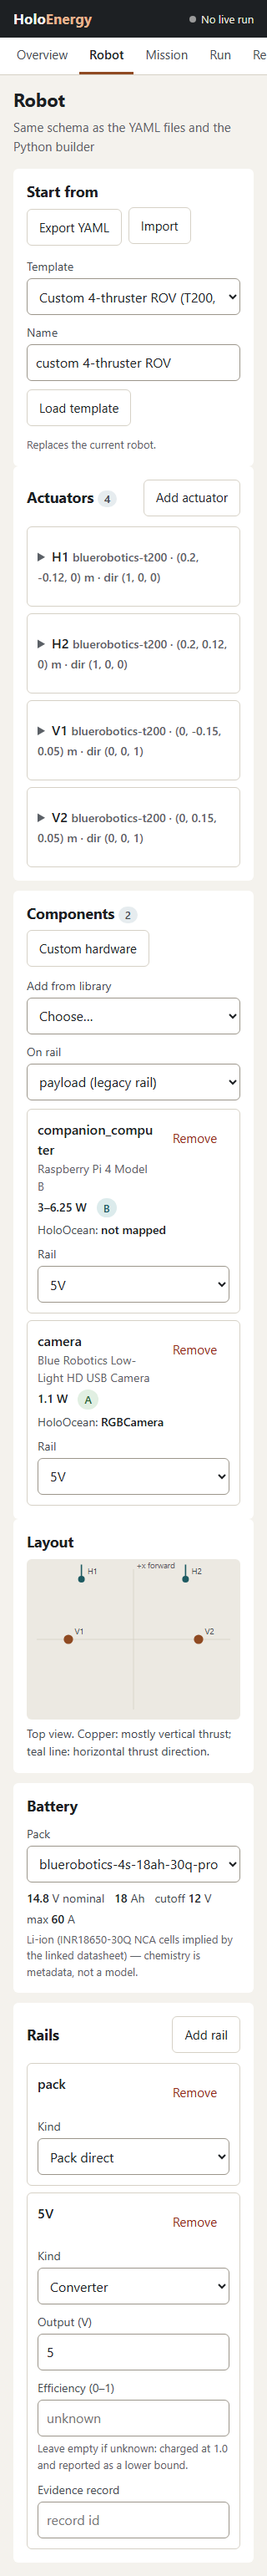 HoloEnergy
No live run
Overview Robot Mission Run Re
Robot
Same schema as the YAML files and the
Python builder
Start from
Export YAML
Import
Template
Custom 4-thruster ROV (T200,
Name
custom 4-thruster ROV
Load template
Replaces the current robot.
Actuators 4
Add actuator
H1 bluerobotics-t200 · (0.2,
-0.12, 0) m · dir (1, 0, 0)
H2 bluerobotics-t200 · (0.2, 0.12,
0) m · dir (1, 0, 0)
V1 bluerobotics-t200 · (0, -0.15,
0.05) m · dir (0, 0, 1)
V2 bluerobotics-t200 · (0, 0.15,
0.05) m · dir (0, 0, 1)
Components 2
Custom hardware
Add from library
Choose...
On rail
payload (legacy rail)
companion_compu
ter
Remove
Raspberry Pi 4 Model
B
3–6.25 W B
HoloOcean: not mapped
Rail
5V
camera
Remove
Blue Robotics Low-
Light HD USB Camera
1.1 W A
HoloOcean: RGBCamera
Rail
5V
Layout
+x forward
H1
H2
V1
V2
Top view. Copper: mostly vertical thrust;
teal line: horizontal thrust direction.
Battery
Pack
bluerobotics-4s-18ah-30q-pro
14.8 V nominal 18 Ah cutoff 12 V
max 60 A
Li-ion (INR18650-30Q NCA cells implied by
the linked datasheet) — chemistry is
metadata, not a model.
Rails
Add rail
pack
Remove
Kind
Pack direct
5V
Remove
Kind
Converter
Output (V)
5
Efficiency (0–1)
unknown
Leave empty if unknown: charged at 1.0
and reported as a lower bound.
Evidence record
record id